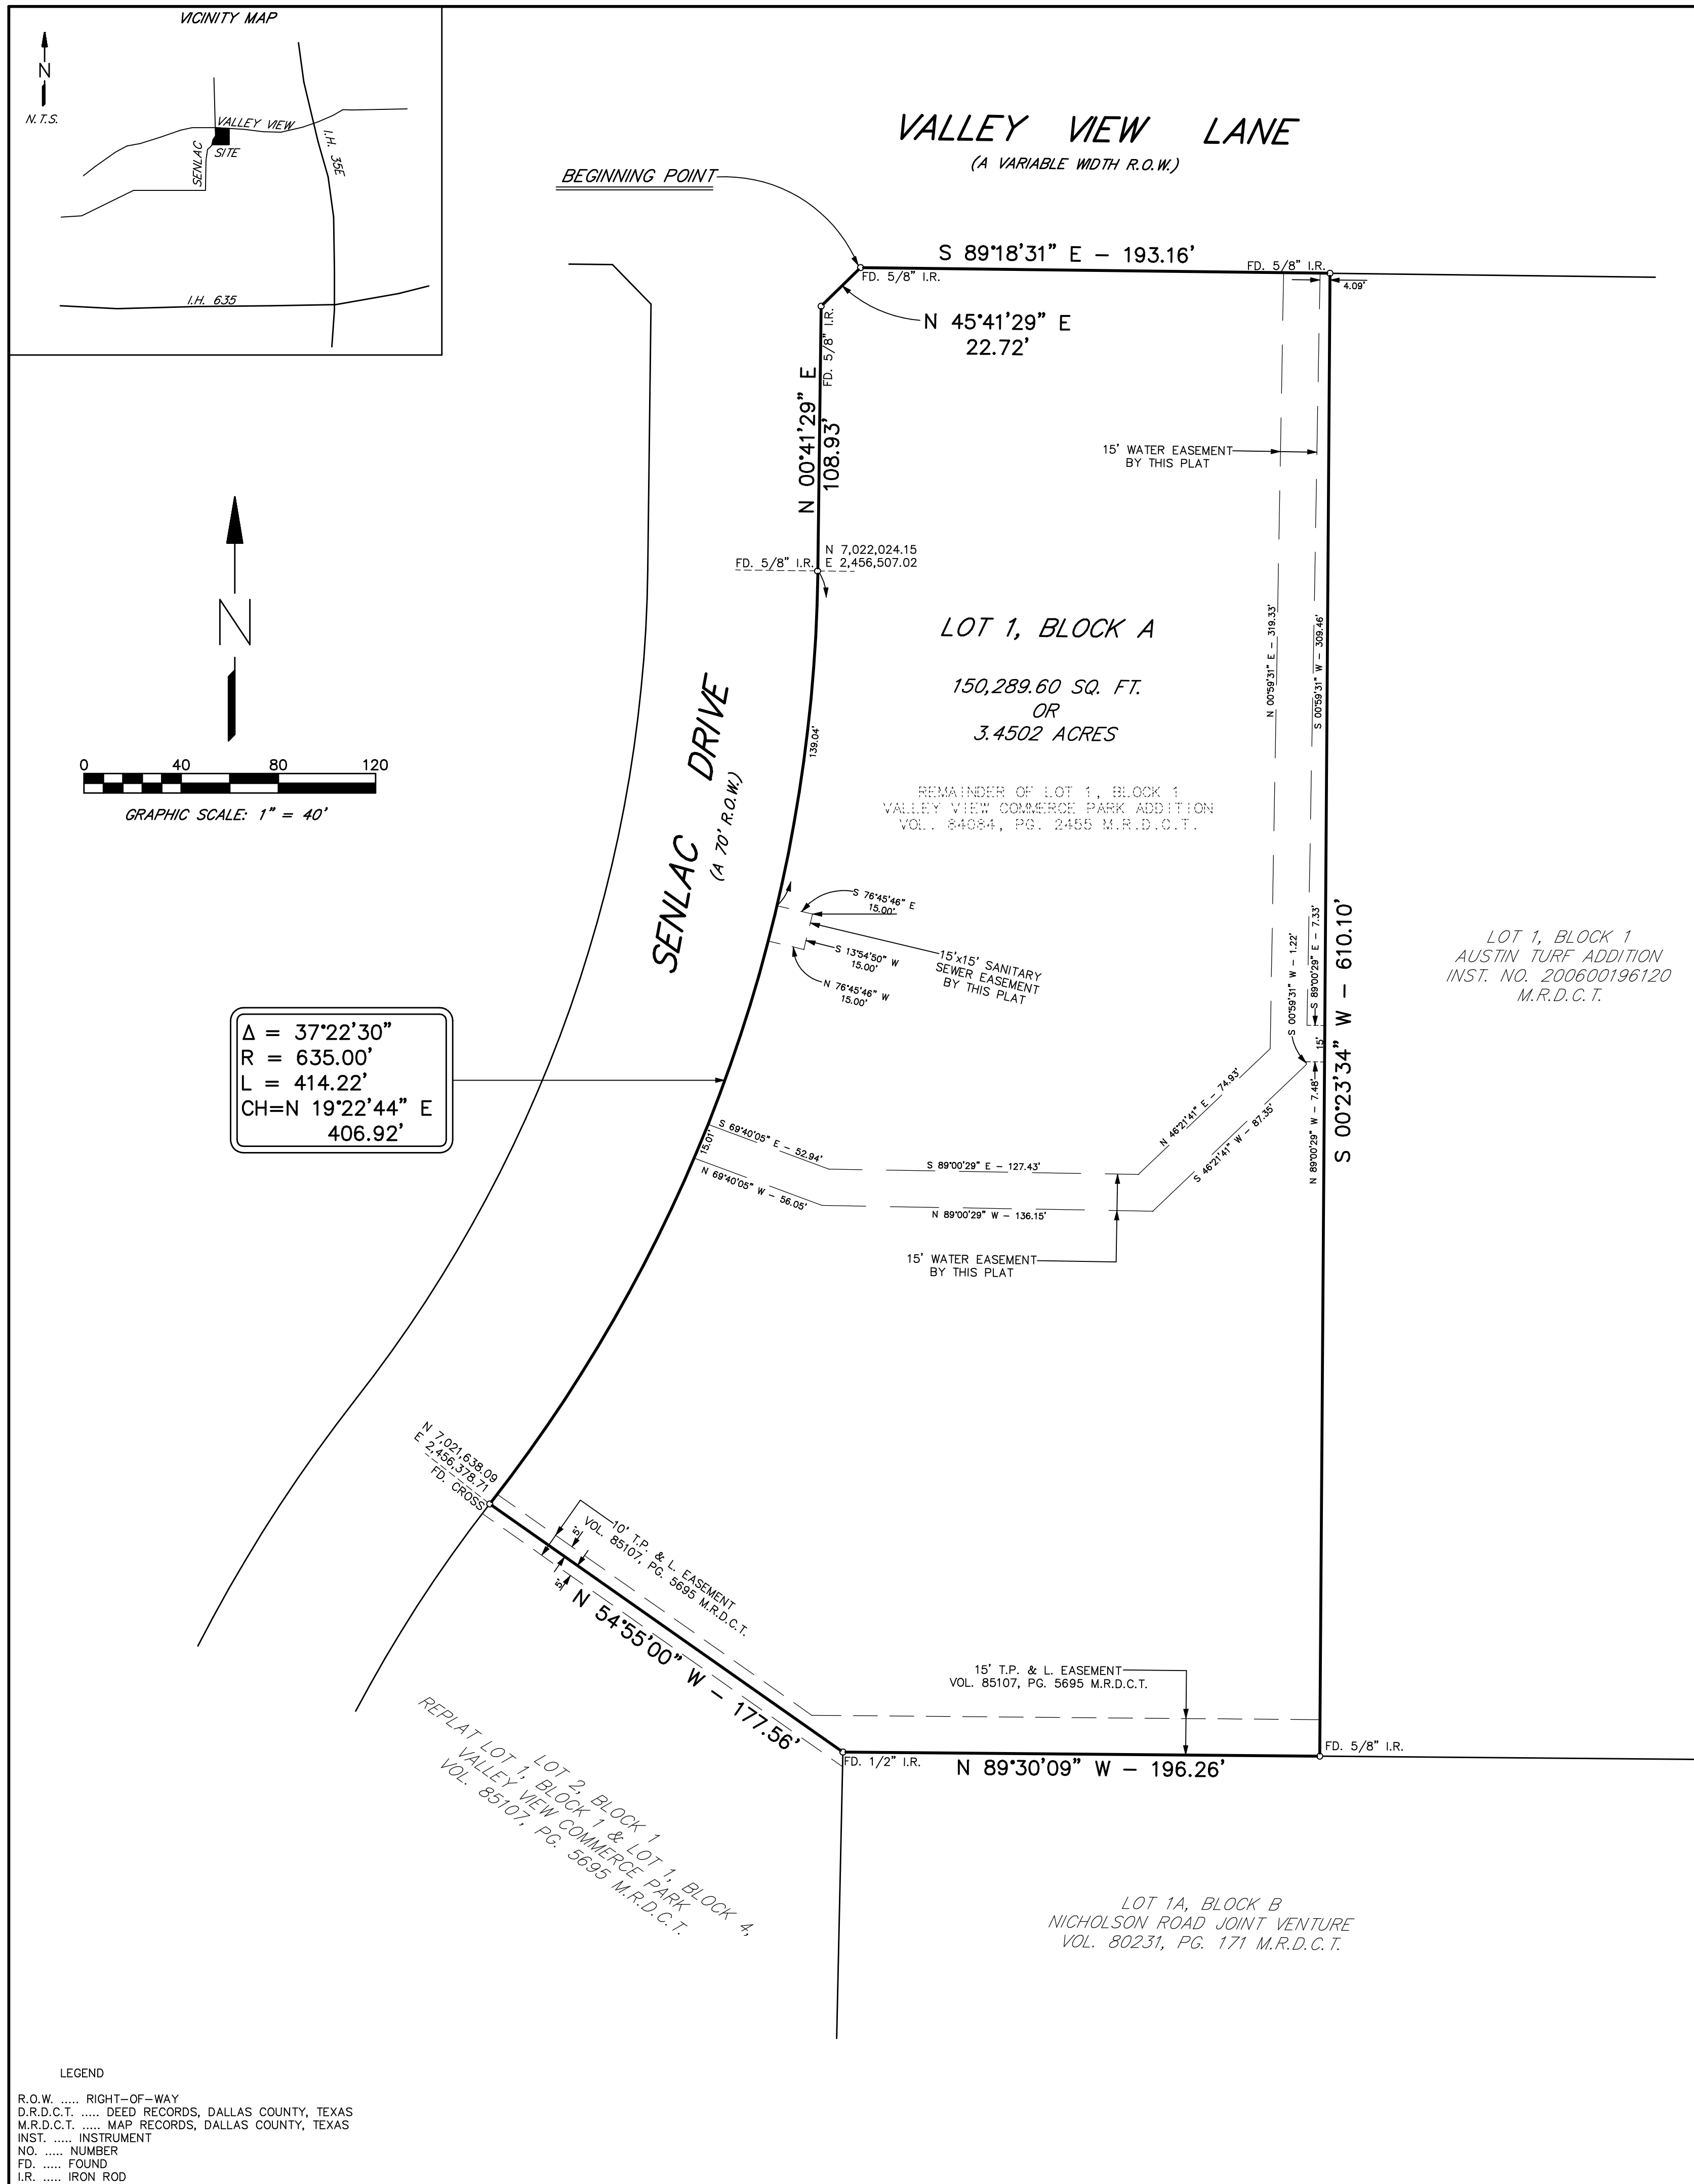 VICINITY MAP
N
N.T.S.
VALLEY VIEW
SENLAC
SITE
I.H. 35E
I.H. 635
VALLEY VIEW LANE
(A VARIABLE WIDTH R.O.W.)
BEGINNING POINT
S 89°18'31" E – 193.16'
FD. 5/8" I.R.
FD. 5/8" I.R.
4.09'
N 45°41'29" E
22.72'
FD. 5/8" I.R.
N 00°41'29" E
108.93'
15' WATER EASEMENT
BY THIS PLAT
N 7,022,024.15
FD. 5/8" I.R.
E 2,456,507.02
N
0 40 80 120
GRAPHIC SCALE: 1" = 40'
LOT 1, BLOCK A
150,289.60 SQ. FT.
OR
3.4502 ACRES
REMAINDER OF LOT 1, BLOCK 1
VALLEY VIEW COMMERCE PARK ADDITION
VOL. 84084, PG. 2455 M.R.D.C.T.
N 00°59'31" E – 319.33'
S 00°59'31" W – 309.46'
139.04'
SENLAC DRIVE
(A 70' R.O.W.)
S 76°45'46" E
15.00'
S 13°54'50" W
15.00'
N 76°45'46" W
15.00'
15'x15' SANITARY
SEWER EASEMENT
BY THIS PLAT
S 00°59'31" W – 1.22'
S 89°00'29" E – 7.33'
15'
N 89°00'29" W – 7.48'
S 00°23'34" W – 610.10'
LOT 1, BLOCK 1
AUSTIN TURF ADDITION
INST. NO. 200600196120
M.R.D.C.T.
Δ = 37°22'30"
R = 635.00'
L = 414.22'
CH=N 19°22'44" E
406.92'
N 46°21'41" E – 74.93'
S 46°21'41" W – 87.35'
S 69°40'05" E – 52.94'
15.01'
N 69°40'05" W – 56.05'
S 89°00'29" E – 127.43'
N 89°00'29" W – 136.15'
15' WATER EASEMENT
BY THIS PLAT
N 7,021,638.09
E 2,456,378.71
FD. CROSS
10' T.P. & L. EASEMENT
VOL. 85107, PG. 5695 M.R.D.C.T.
5'
5'
N 54°55'00" W – 177.56'
15' T.P. & L. EASEMENT
VOL. 85107, PG. 5695 M.R.D.C.T.
FD. 5/8" I.R.
FD. 1/2" I.R.
N 89°30'09" W – 196.26'
LOT 2, BLOCK 1
REPLAT LOT 1, BLOCK 1 & LOT 1, BLOCK 4,
VALLEY VIEW COMMERCE PARK
VOL. 85107, PG. 5695 M.R.D.C.T.
LOT 1A, BLOCK B
NICHOLSON ROAD JOINT VENTURE
VOL. 80231, PG. 171 M.R.D.C.T.
LEGEND
R.O.W. ..... RIGHT–OF–WAY
D.R.D.C.T. ..... DEED RECORDS, DALLAS COUNTY, TEXAS
M.R.D.C.T. ..... MAP RECORDS, DALLAS COUNTY, TEXAS
INST. ..... INSTRUMENT
NO. ..... NUMBER
FD. ..... FOUND
I.R. ..... IRON ROD